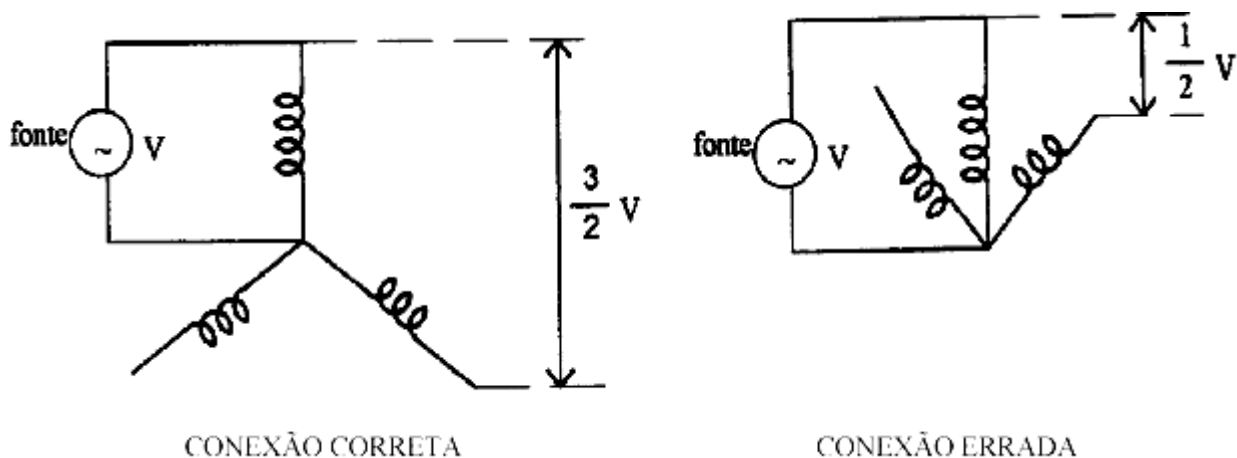 fonte ~ V
3/2 V
CONEXÃO CORRETA
fonte ~ V
1/2 V
CONEXÃO ERRADA